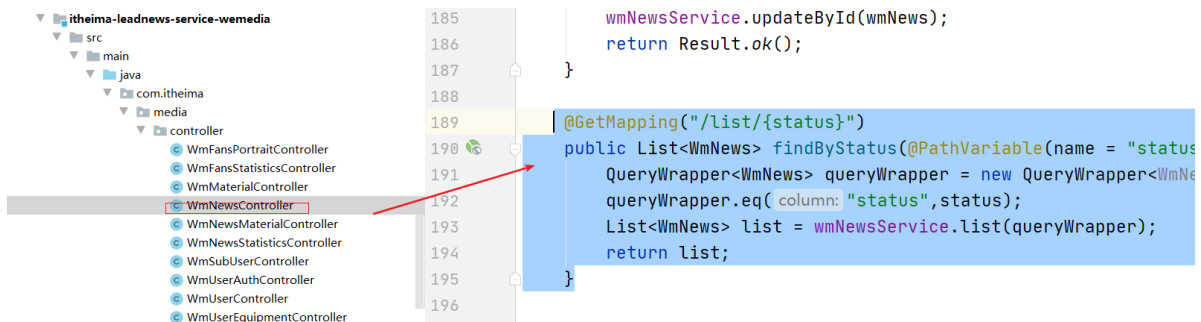 itheima-leadnews-service-wemedia
src
main
java
com.itheima
media
controller
WmFansPortraitController
WmFansStatisticsController
WmMaterialController
WmNewsController
WmNewsMaterialController
WmNewsStatisticsController
WmSubUserController
WmUserAuthController
WmUserController
WmUserEquipmentController
185 wmNewsService.updateById(wmNews);
186 return Result.ok();
187 }
188
189 @GetMapping("/list/{status}")
190 public List<WmNews> findByStatus(@PathVariable(name = "status
191 QueryWrapper<WmNews> queryWrapper = new QueryWrapper<WmNe
192 queryWrapper.eq( column: "status",status);
193 List<WmNews> list = wmNewsService.list(queryWrapper);
194 return list;
195 }
196